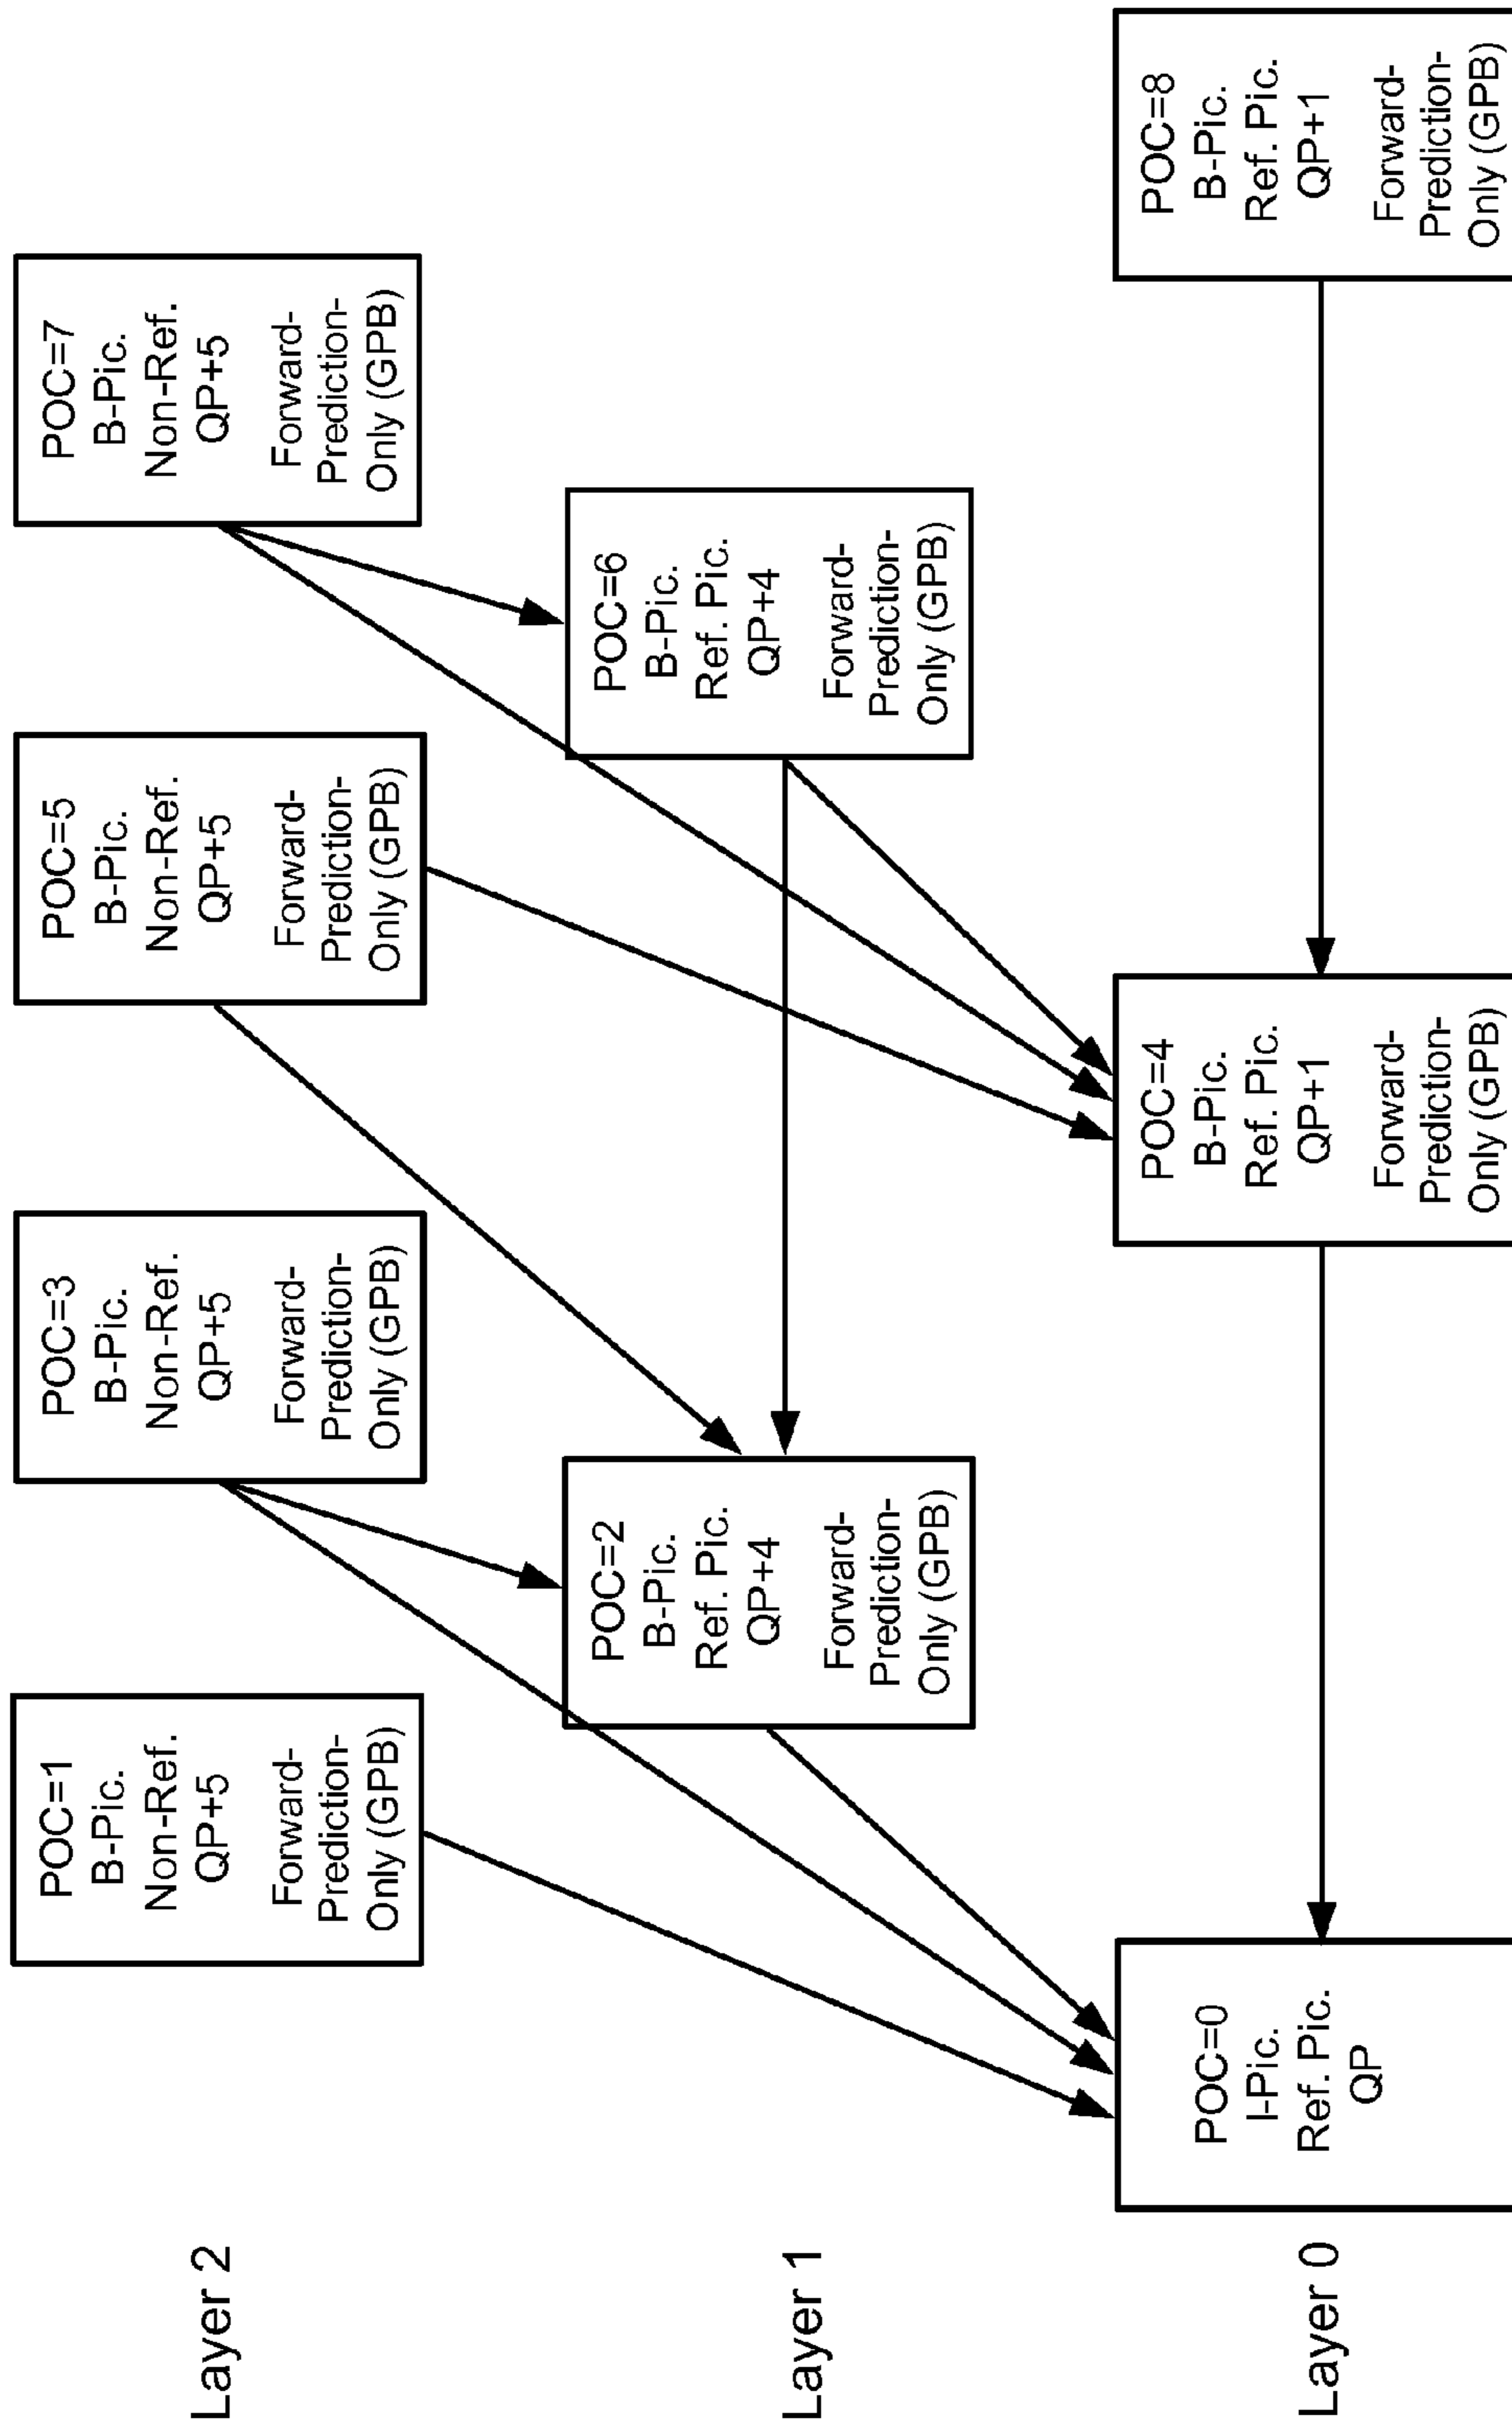 Layer 2
POC=1
B-Pic.
Non-Ref.
QP+5
Forward-
Prediction-
Only (GPB)
POC=3
B-Pic.
Non-Ref.
QP+5
Forward-
Prediction-
Only (GPB)
POC=5
B-Pic.
Non-Ref.
QP+5
Forward-
Prediction-
Only (GPB)
POC=7
B-Pic.
Non-Ref.
QP+5
Forward-
Prediction-
Only (GPB)
Layer 1
POC=2
B-Pic.
Ref. Pic.
QP+4
Forward-
Prediction-
Only (GPB)
POC=6
B-Pic.
Ref. Pic.
QP+4
Forward-
Prediction-
Only (GPB)
Layer 0
POC=0
I-Pic.
Ref. Pic.
QP
POC=4
B-Pic.
Ref. Pic.
QP+1
Forward-
Prediction-
Only (GPB)
POC=8
B-Pic.
Ref. Pic.
QP+1
Forward-
Prediction-
Only (GPB)